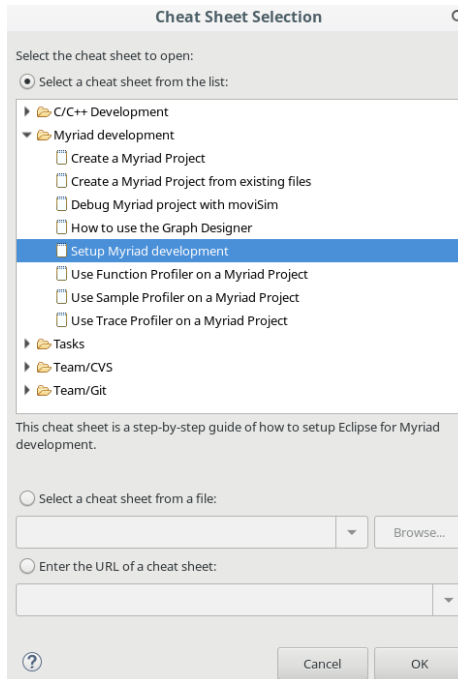 Cheat Sheet Selection
Select the cheat sheet to open:
Select a cheat sheet from the list:
C/C++ Development
Myriad development
Create a Myriad Project
Create a Myriad Project from existing files
Debug Myriad project with moviSim
How to use the Graph Designer
Setup Myriad development
Use Function Profiler on a Myriad Project
Use Sample Profiler on a Myriad Project
Use Trace Profiler on a Myriad Project
Tasks
Team/CVS
Team/Git
This cheat sheet is a step-by-step guide of how to setup Eclipse for Myriad
development.
Select a cheat sheet from a file:
Browse...
Enter the URL of a cheat sheet:
?
Cancel
OK